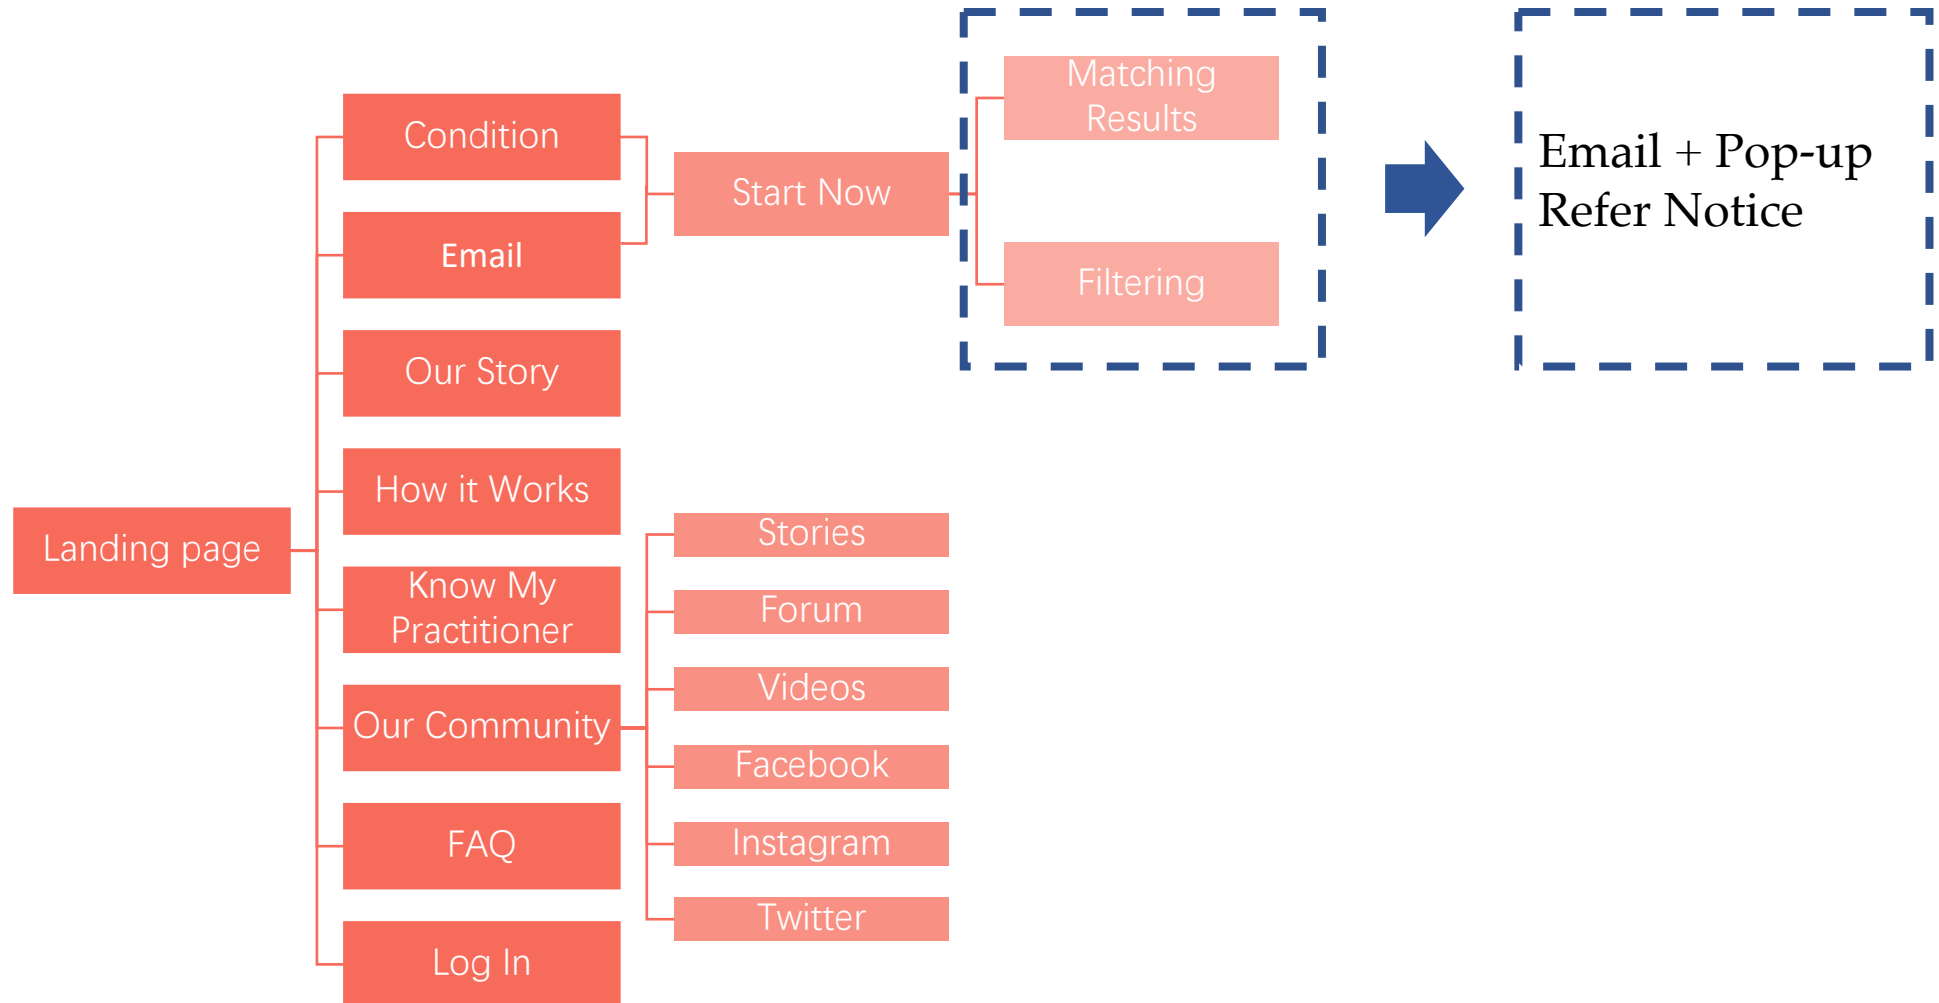 Landing page
Condition
Email
Our Story
How it Works
Know My
Practitioner
Our Community
FAQ
Log In
Start Now
Stories
Forum
Videos
Facebook
Instagram
Twitter
Matching
Results
Filtering
Email + Pop-up
Refer Notice